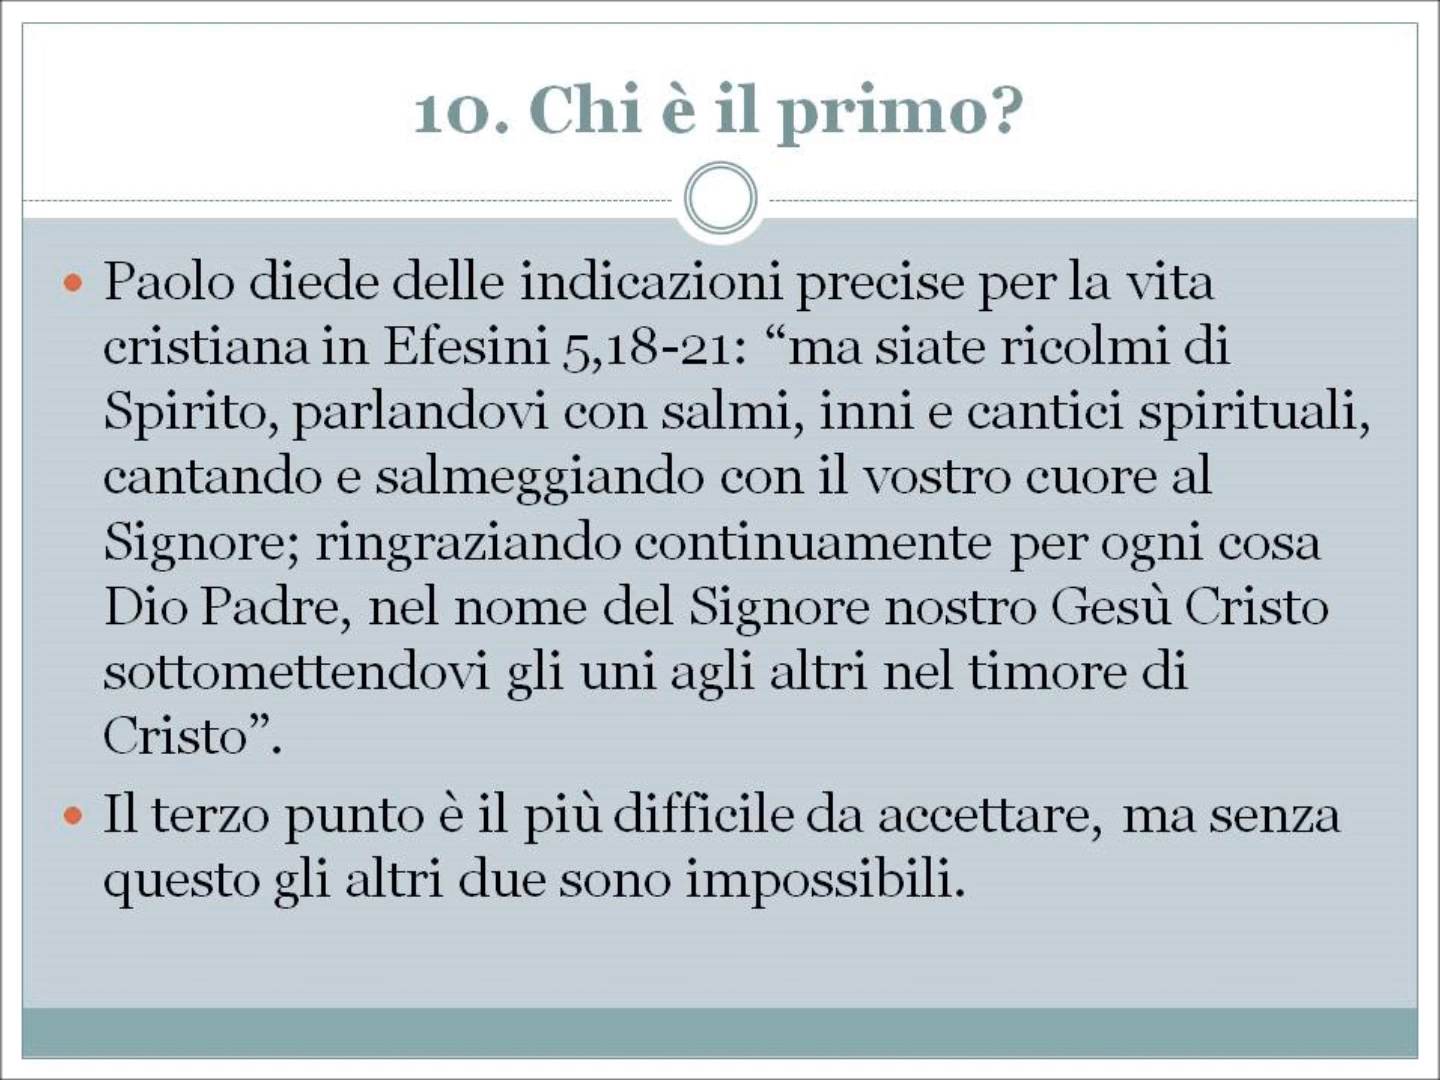 10. Chi è il primo?
• Paolo diede delle indicazioni precise per la vita
cristiana in Efesini 5,18-21: “ma siate ricolmi di
Spirito, parlandovi con salmi, inni e cantici spirituali,
cantando e salmeggiando con il vostro cuore al
Signore; ringraziando continuamente per ogni cosa
Dio Padre, nel nome del Signore nostro Gesù Cristo
sottomettendovi gli uni agli altri nel timore di
Cristo”.
• Il terzo punto è il più difficile da accettare, ma senza
questo gli altri due sono impossibili.